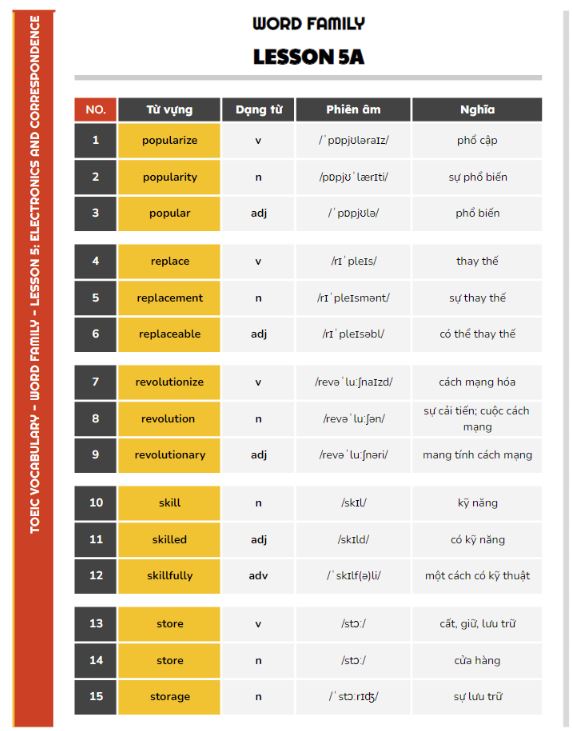 WORD FAMILY
LESSON 5A
TOEIC VOCABULARY – WORD FAMILY – LESSON 5: ELECTRONICS AND CORRESPONDENCE
NO. Từ vựng Dạng từ Phiên âm Nghĩa
1 popularize v /ˈpɒpjʊləraɪz/ phổ cập
2 popularity n /pɒpjʊˈlærɪti/ sự phổ biến
3 popular adj /ˈpɒpjʊlə/ phổ biến
4 replace v /rɪˈpleɪs/ thay thế
5 replacement n /rɪˈpleɪsmənt/ sự thay thế
6 replaceable adj /rɪˈpleɪsəbl/ có thể thay thế
7 revolutionize v /revəˈluːʃnaɪzd/ cách mạng hóa
8 revolution n /revəˈluːʃən/ sự cải tiến; cuộc cách
mạng
9 revolutionary adj /revəˈluːʃnəri/ mang tính cách mạng
10 skill n /skɪl/ kỹ năng
11 skilled adj /skɪld/ có kỹ năng
12 skillfully adv /ˈskɪlf(ə)li/ một cách có kỹ thuật
13 store v /stɔː/ cất, giữ, lưu trữ
14 store n /stɔː/ cửa hàng
15 storage n /ˈstɔːrɪʤ/ sự lưu trữ